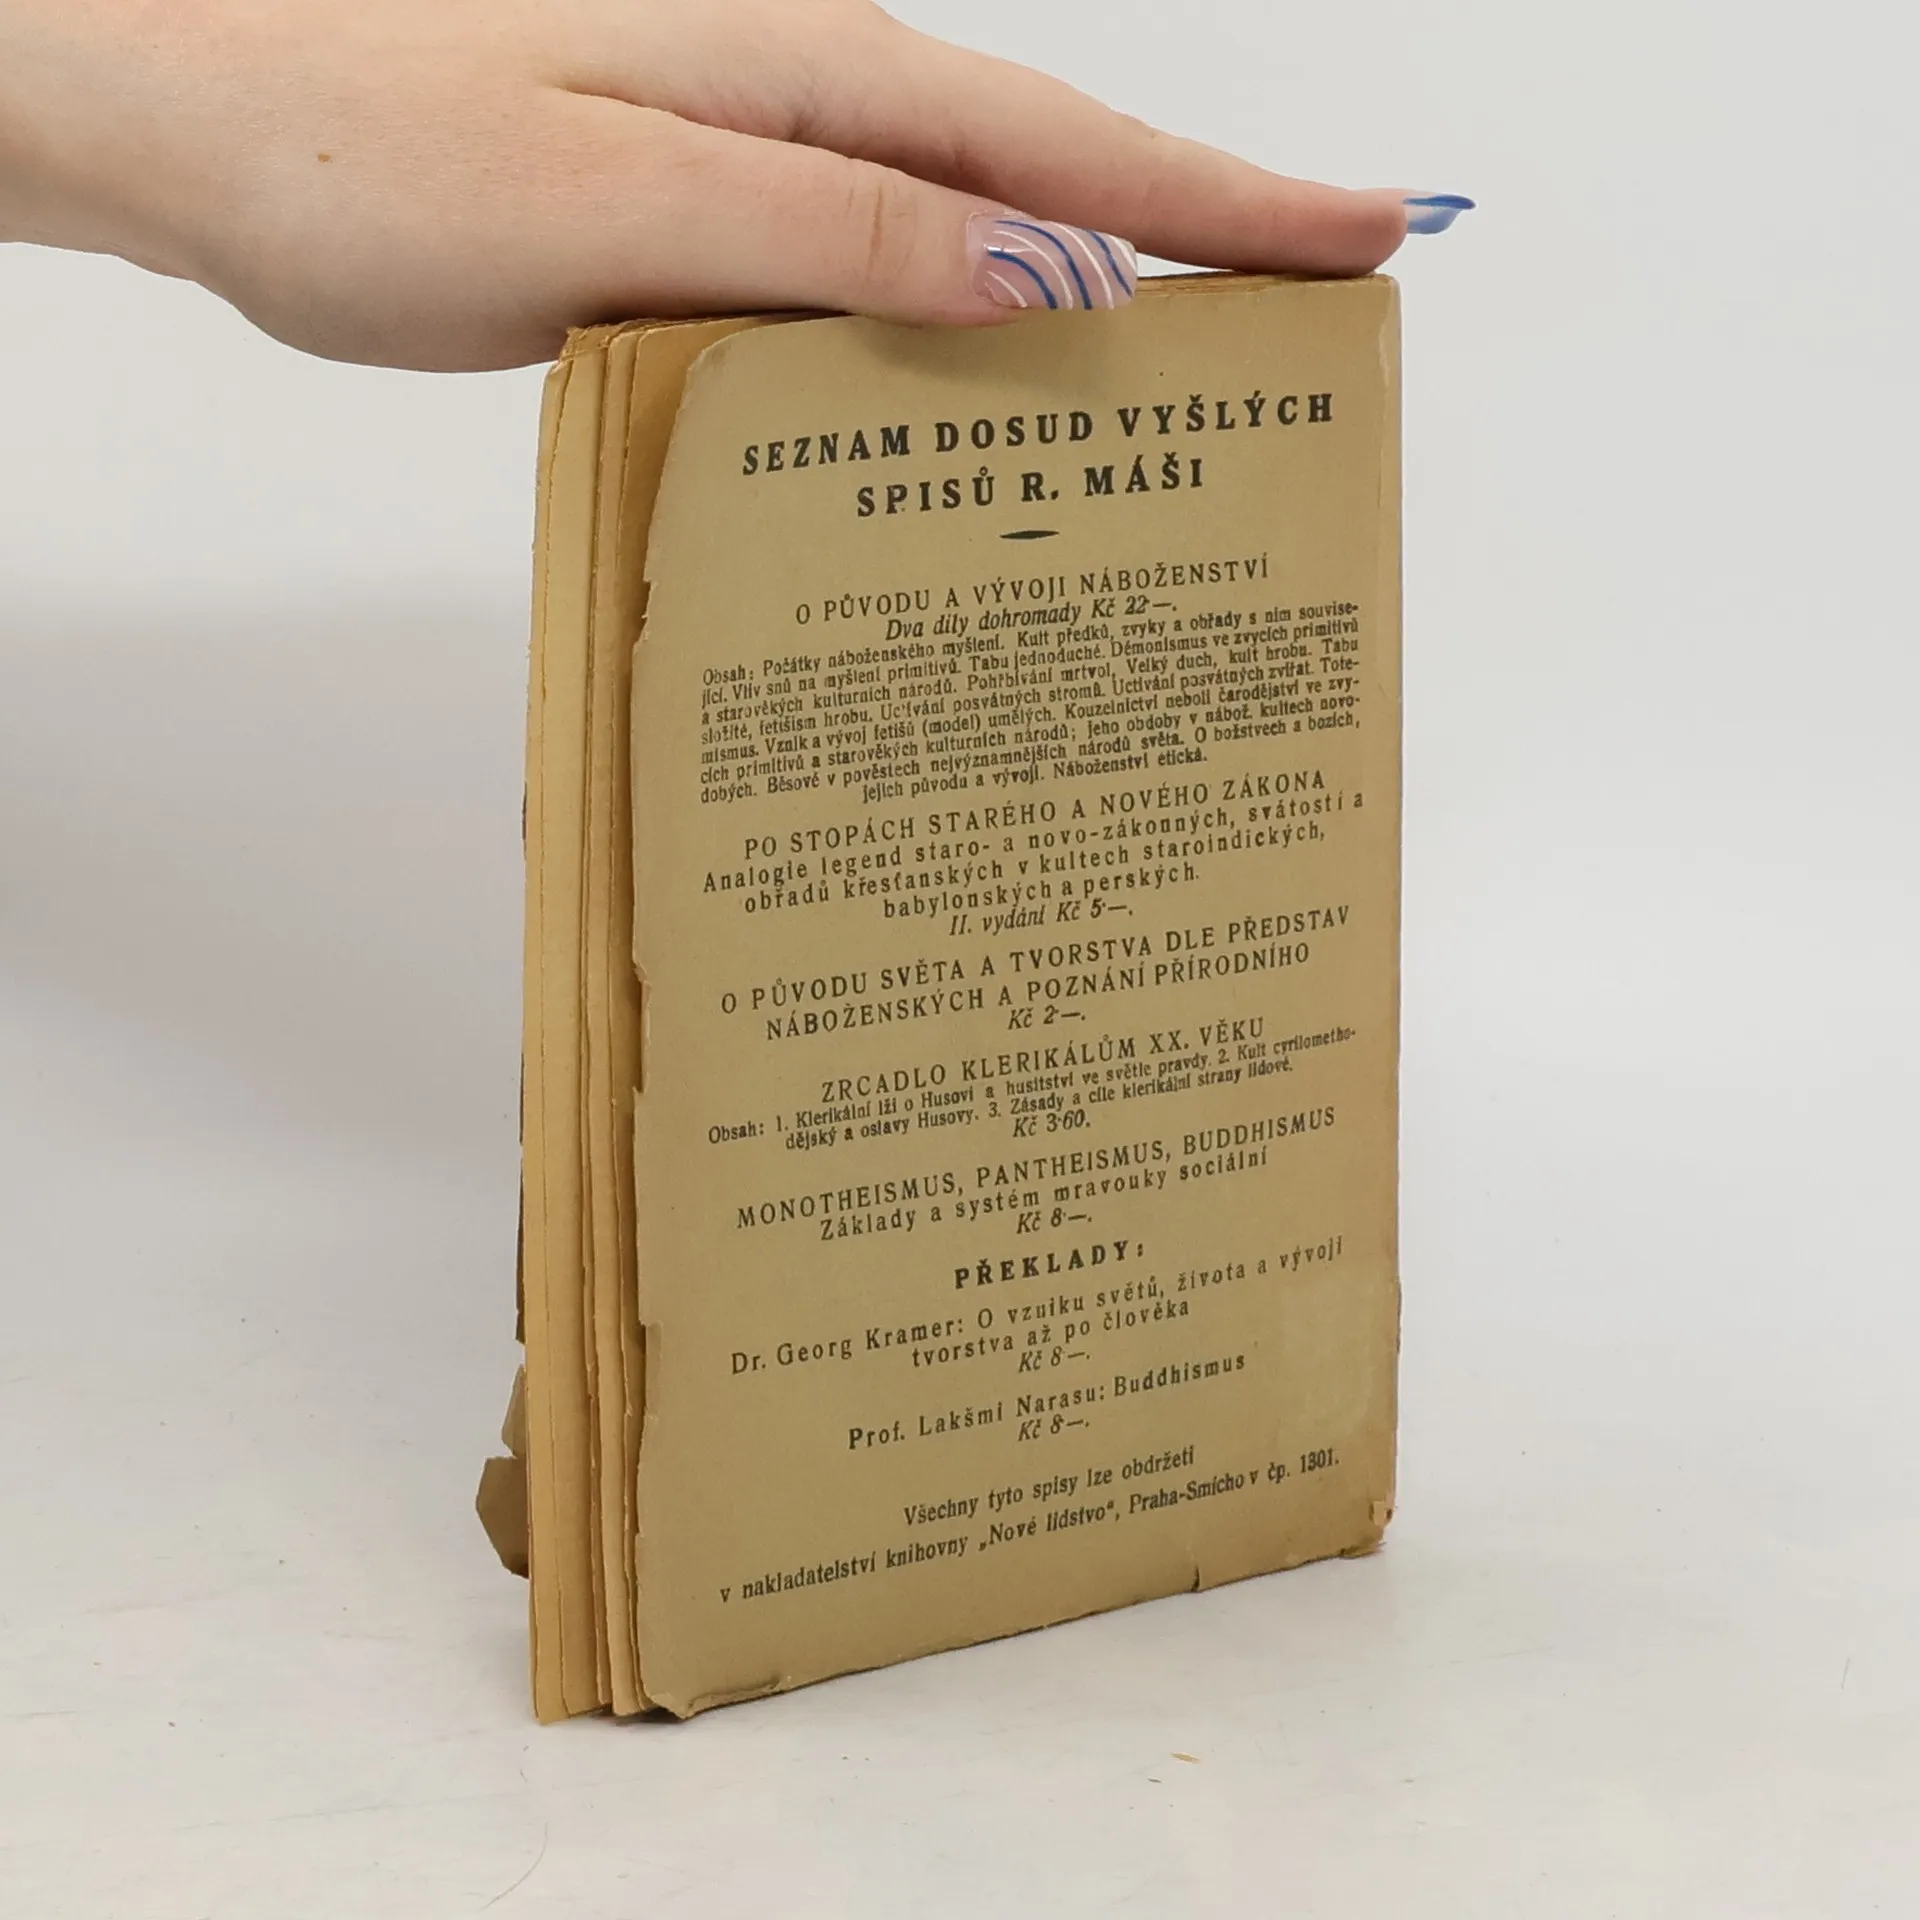 SEZNAM DOSUD VYŠLÝCH
SPISŮ R. MÁŠI
O PŮVODU A VÝVOJI NÁBOŽENSTVÍ
Dva díly dohromady Kč 22·—.
Obsah: Počátky náboženského myšlení. Kult předků, zvyky a obřady s ním souvise-
jící. Vliv snů na myšlení primitivů. Tabu jednoduché. Démonismus ve zvycích primitivů
a starověkých kulturních národů. Pohřbívání mrtvol, Velký duch, kult hrobu. Tabu
složité, fetišism hrobu. Uctívání posvátných stromů. Uctívání posvátných zvířat. Tote-
mismus. Vznik a vývoj fetišů (model) umělých. Kouzelnictví neboli čarodějství ve zvy-
cích primitivů a starověkých kulturních národů; jeho obdoby v nábož. kultech novo-
dobých. Běsové v pověstech nejvýznamnějších národů světa. O božstvech a bozích,
jejich původu a vývoji. Náboženství etická.
PO STOPÁCH STARÉHO A NOVÉHO ZÁKONA
Analogie legend staro- a novo-zákonných, svátostí a
obřadů křesťanských v kultech staroindických,
babylonských a perských.
II. vydání Kč 5·—.
O PŮVODU SVĚTA A TVORSTVA DLE PŘEDSTAV
NÁBOŽENSKÝCH A POZNÁNÍ PŘÍRODNÍHO
Kč 2·—.
ZRCADLO KLERIKÁLŮM XX. VĚKU
Obsah: 1. Klerikální lži o Husovi a husitství ve světle pravdy. 2. Kult cyrilometho-
dějský a oslavy Husovy. 3. Zásady a cíle klerikální strany lidové.
Kč 3·60.
MONOTHEISMUS, PANTHEISMUS, BUDDHISMUS
Základy a systém mravouky sociální
Kč 8·—.
PŘEKLADY:
Dr. Georg Kramer: O vzniku světů, života a vývoji
tvorstva až po člověka
Kč 8·—.
Prof. Lakšmi Narasu: Buddhismus
Kč 8·—.
Všechny tyto spisy lze obdržeti
v nakladatelství knihovny „Nové lidstvo“, Praha-Smíchov čp. 1301.